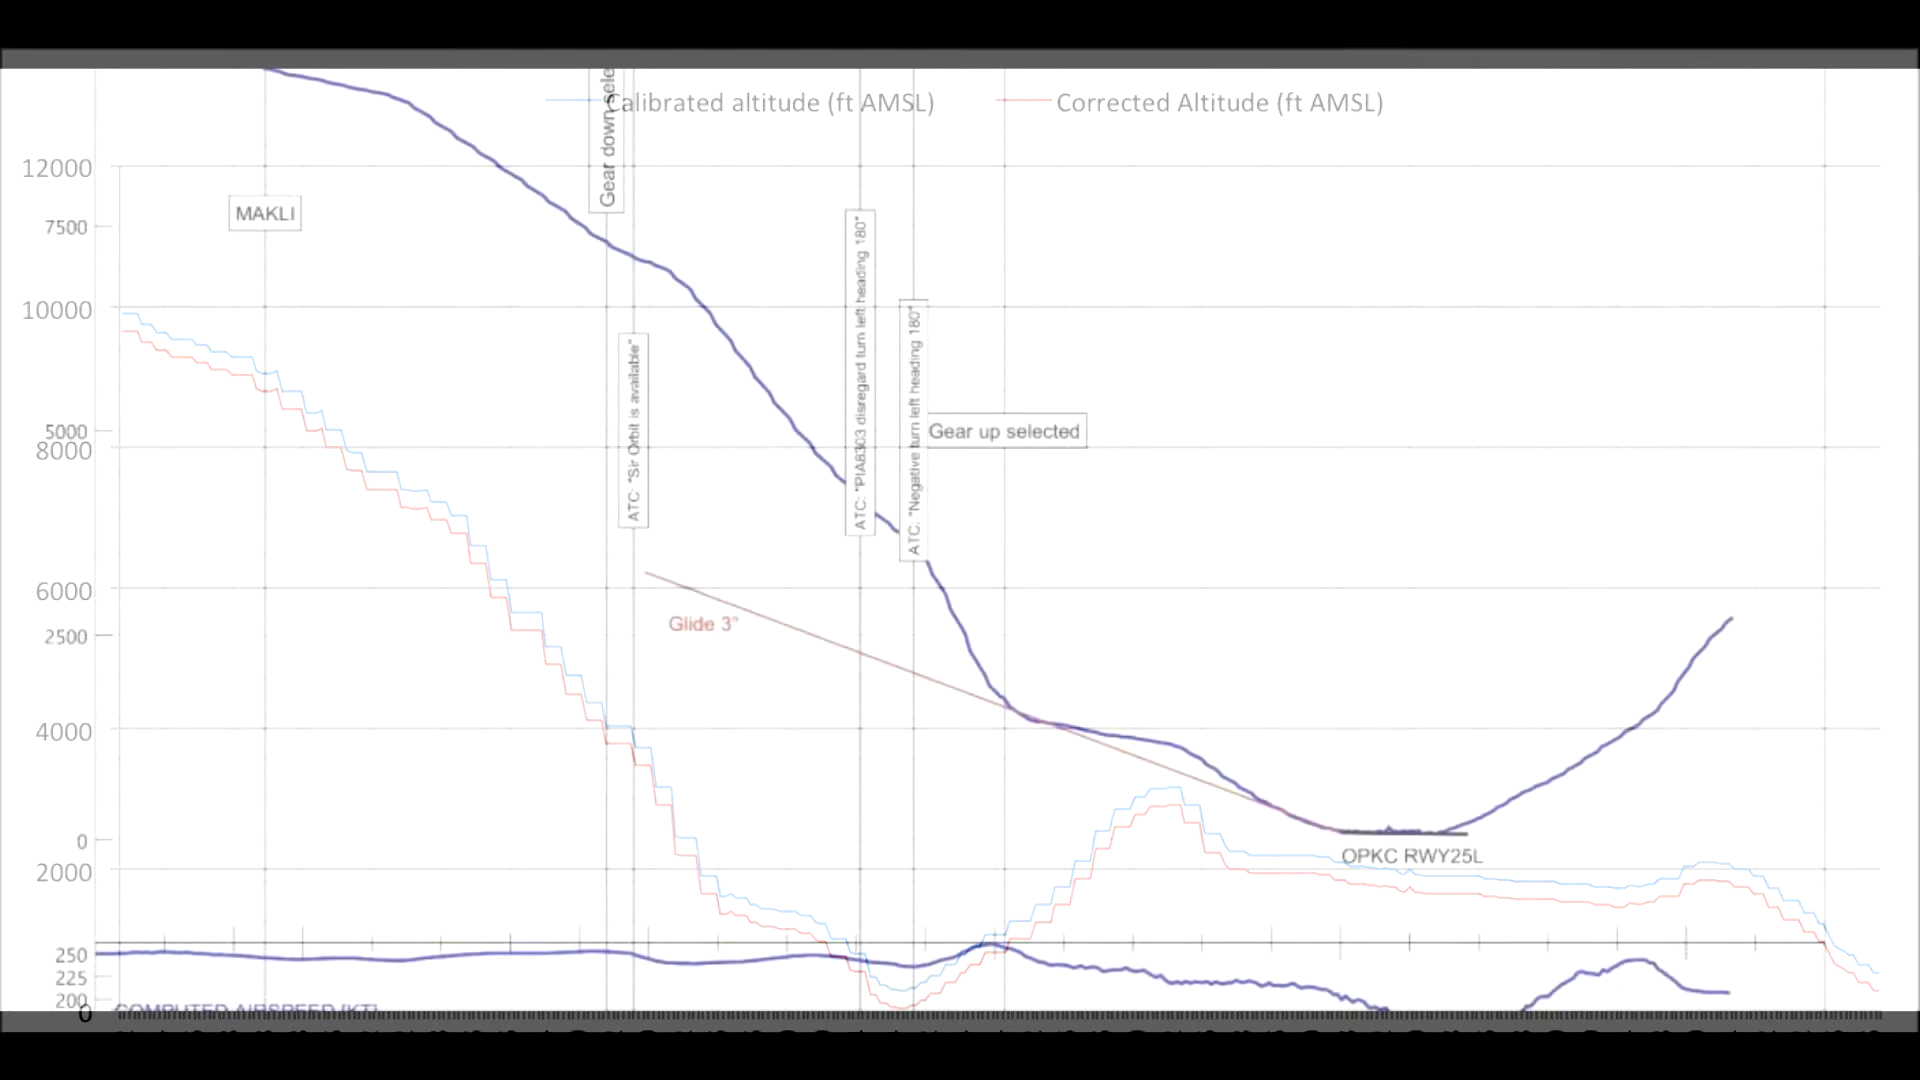 Gear down sele
Calibrated altitude (ft AMSL)
Corrected Altitude (ft AMSL)
12000
MAKLI
7500
10000
ATC: "Sir Orbit is available"
ATC: "PIA8303 disregard turn left heading 180"
ATC: "Negative turn left heading 180"
Gear up selected
5000
8000
6000
Glide 3°
2500
4000
0
OPKC RWY25L
2000
250
225
200
COMPUTED AIRSPEED [KT]
0